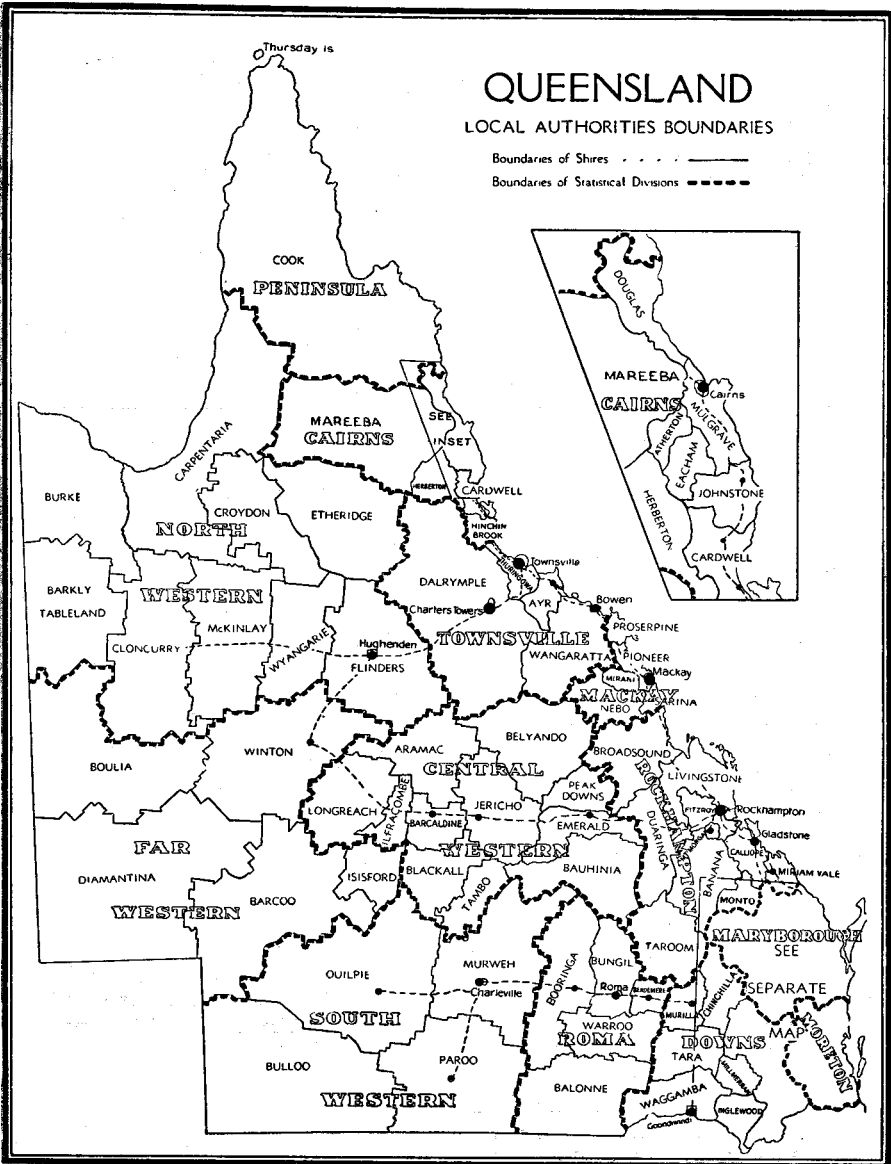 Thursday is
QUEENSLAND
LOCAL AUTHORITIES BOUNDARIES
Boundaries of Shires
Boundaries of Statistical Divisions
COOK
PENINSULA
DOUGLAS
MAREEBA
CAIRNS
Cairns
MULGRAVE
ATHERTON
EACHAM
JOHNSTONE
HERBERTON
CARDWELL
MAREEBA
CAIRNS
SEE
INSET
HERBERTON
CARDWELL
CARPENTARIA
BURKE
CROYDON
ETHERIDGE
NORTH
HINCHIN
BROOK
Townsville
THURINGOWA
DALRYMPLE
AYR
Charters Towers
Bowen
BARKLY
TABLELAND
WESTERN
McKINLAY
CLONCURRY
WYANGARIE
Hughenden
FLINDERS
TOWNSVILLE
PROSERPINE
WANGARATTA
PIONEER
Mackay
MIRANI
MACKAY
NEBO
ARINA
BOULIA
WINTON
ARAMAC
BELYANDO
BROADSOUND
CENTRAL
LIVINGSTONE
PEAK
DOWNS
LONGREACH
ILFRACOMBE
BARCALDINE
JERICHO
EMERALD
ROCKHAMPTON
FITZROY
Rockhampton
DUARINGA
Gladstone
CALLIOPE
BANANA
MIRIAM VALE
MONTO
FAR
WESTERN
DIAMANTINA
BARCOO
ISISFORD
BLACKALL
TAMBO
WESTERN
BAUHINIA
MARYBOROUGH
SEE
SEPARATE
MAP
TAROOM
QUILPIE
MURWEH
Charleville
BOORINGA
BUNGIL
Roma
BENDEMERE
MURILLA
CHINCHILLA
SOUTH
WARROO
ROMA
DOWNS
MORETON
TARA
BULLOO
PAROO
BALONNE
WAGGAMBA
MILLMERRAN
INGLEWOOD
Goondiwindi
WESTERN